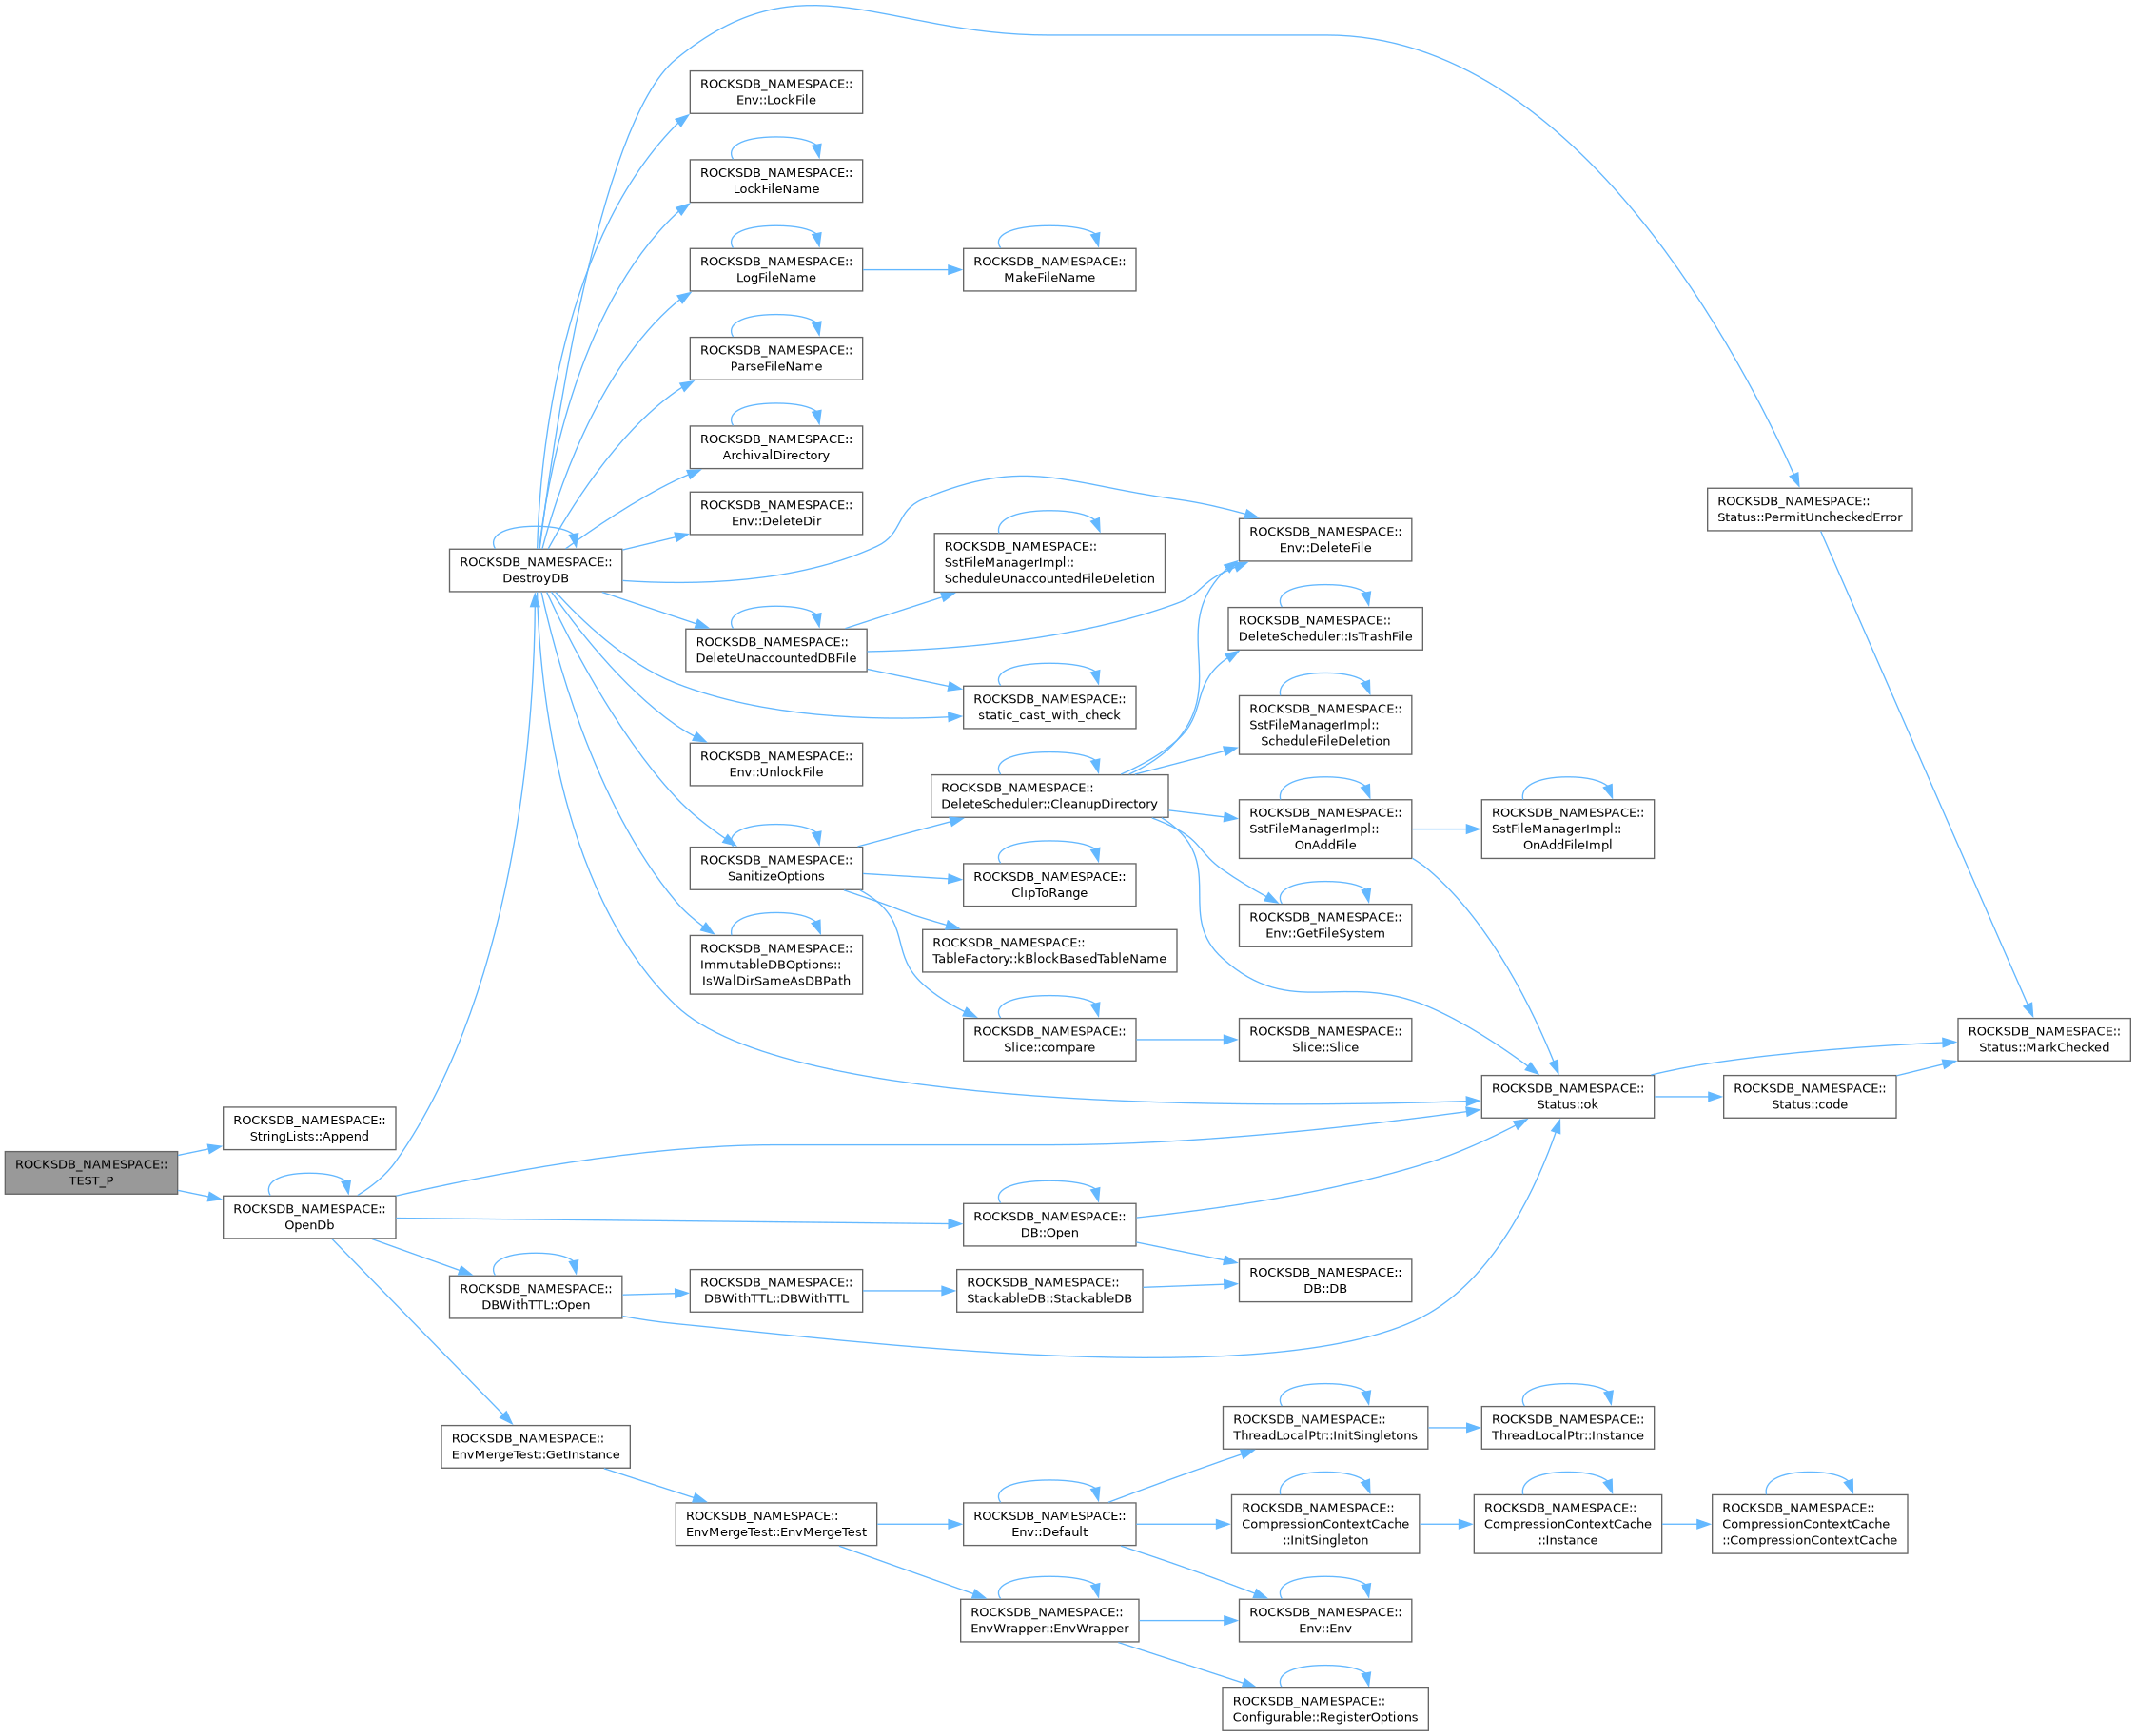 ROCKSDB_NAMESPACE::
TEST_P
ROCKSDB_NAMESPACE::
StringLists::Append
ROCKSDB_NAMESPACE::
OpenDb
ROCKSDB_NAMESPACE::
DestroyDB
ROCKSDB_NAMESPACE::
DBWithTTL::Open
ROCKSDB_NAMESPACE::
EnvMergeTest::GetInstance
ROCKSDB_NAMESPACE::
Env::LockFile
ROCKSDB_NAMESPACE::
LockFileName
ROCKSDB_NAMESPACE::
LogFileName
ROCKSDB_NAMESPACE::
ParseFileName
ROCKSDB_NAMESPACE::
ArchivalDirectory
ROCKSDB_NAMESPACE::
Env::DeleteDir
ROCKSDB_NAMESPACE::
DeleteUnaccountedDBFile
ROCKSDB_NAMESPACE::
Env::UnlockFile
ROCKSDB_NAMESPACE::
SanitizeOptions
ROCKSDB_NAMESPACE::
ImmutableDBOptions::
IsWalDirSameAsDBPath
ROCKSDB_NAMESPACE::
DBWithTTL::DBWithTTL
ROCKSDB_NAMESPACE::
EnvMergeTest::EnvMergeTest
ROCKSDB_NAMESPACE::
MakeFileName
ROCKSDB_NAMESPACE::
SstFileManagerImpl::
ScheduleUnaccountedFileDeletion
ROCKSDB_NAMESPACE::
static_cast_with_check
ROCKSDB_NAMESPACE::
DeleteScheduler::CleanupDirectory
ROCKSDB_NAMESPACE::
ClipToRange
ROCKSDB_NAMESPACE::
TableFactory::kBlockBasedTableName
ROCKSDB_NAMESPACE::
Slice::compare
ROCKSDB_NAMESPACE::
DB::Open
ROCKSDB_NAMESPACE::
StackableDB::StackableDB
ROCKSDB_NAMESPACE::
Env::Default
ROCKSDB_NAMESPACE::
EnvWrapper::EnvWrapper
ROCKSDB_NAMESPACE::
Env::DeleteFile
ROCKSDB_NAMESPACE::
DeleteScheduler::IsTrashFile
ROCKSDB_NAMESPACE::
SstFileManagerImpl::
ScheduleFileDeletion
ROCKSDB_NAMESPACE::
SstFileManagerImpl::
OnAddFile
ROCKSDB_NAMESPACE::
Env::GetFileSystem
ROCKSDB_NAMESPACE::
Slice::Slice
ROCKSDB_NAMESPACE::
DB::DB
ROCKSDB_NAMESPACE::
ThreadLocalPtr::InitSingletons
ROCKSDB_NAMESPACE::
CompressionContextCache
::InitSingleton
ROCKSDB_NAMESPACE::
Env::Env
ROCKSDB_NAMESPACE::
Configurable::RegisterOptions
ROCKSDB_NAMESPACE::
SstFileManagerImpl::
OnAddFileImpl
ROCKSDB_NAMESPACE::
Status::ok
ROCKSDB_NAMESPACE::
ThreadLocalPtr::Instance
ROCKSDB_NAMESPACE::
CompressionContextCache
::Instance
ROCKSDB_NAMESPACE::
Status::PermitUncheckedError
ROCKSDB_NAMESPACE::
Status::code
ROCKSDB_NAMESPACE::
CompressionContextCache
::CompressionContextCache
ROCKSDB_NAMESPACE::
Status::MarkChecked